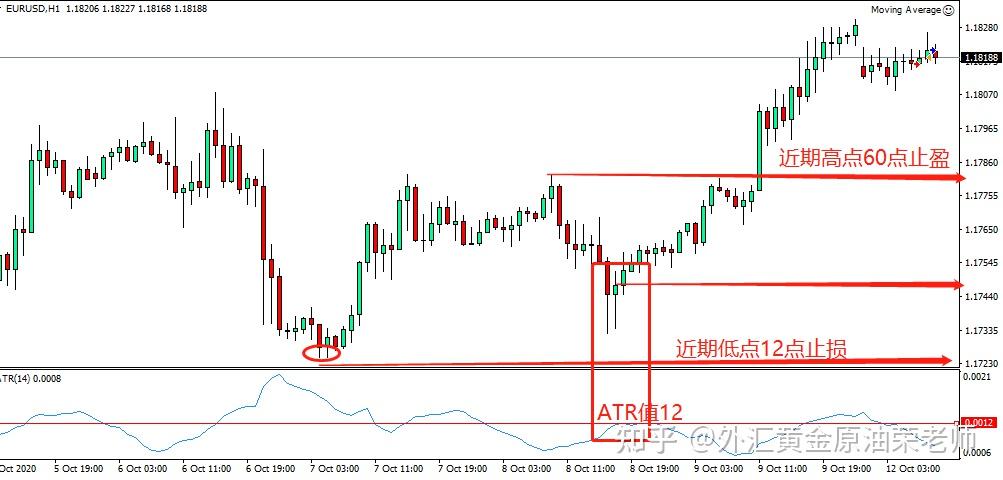 EURUSD,H1 1.18206 1.18227 1.18168 1.18188
Moving Average☺
1.18280
1.18188
1.18070
1.17965
近期高点60点止盈
1.17860
1.17755
1.17650
1.17545
1.17440
1.17335
近期低点12点止损
1.17230
ATR(14) 0.0008
0.0021
ATR值12
0.0012
知乎 @外汇黄金原油宋老师
0.0006
Oct 2020
5 Oct 19:00
6 Oct 03:00
6 Oct 11:00
6 Oct 19:00
7 Oct 03:00
7 Oct 11:00
7 Oct 19:00
8 Oct 03:00
8 Oct 11:00
8 Oct 19:00
9 Oct 03:00
9 Oct 11:00
9 Oct 19:00
12 Oct 03:00